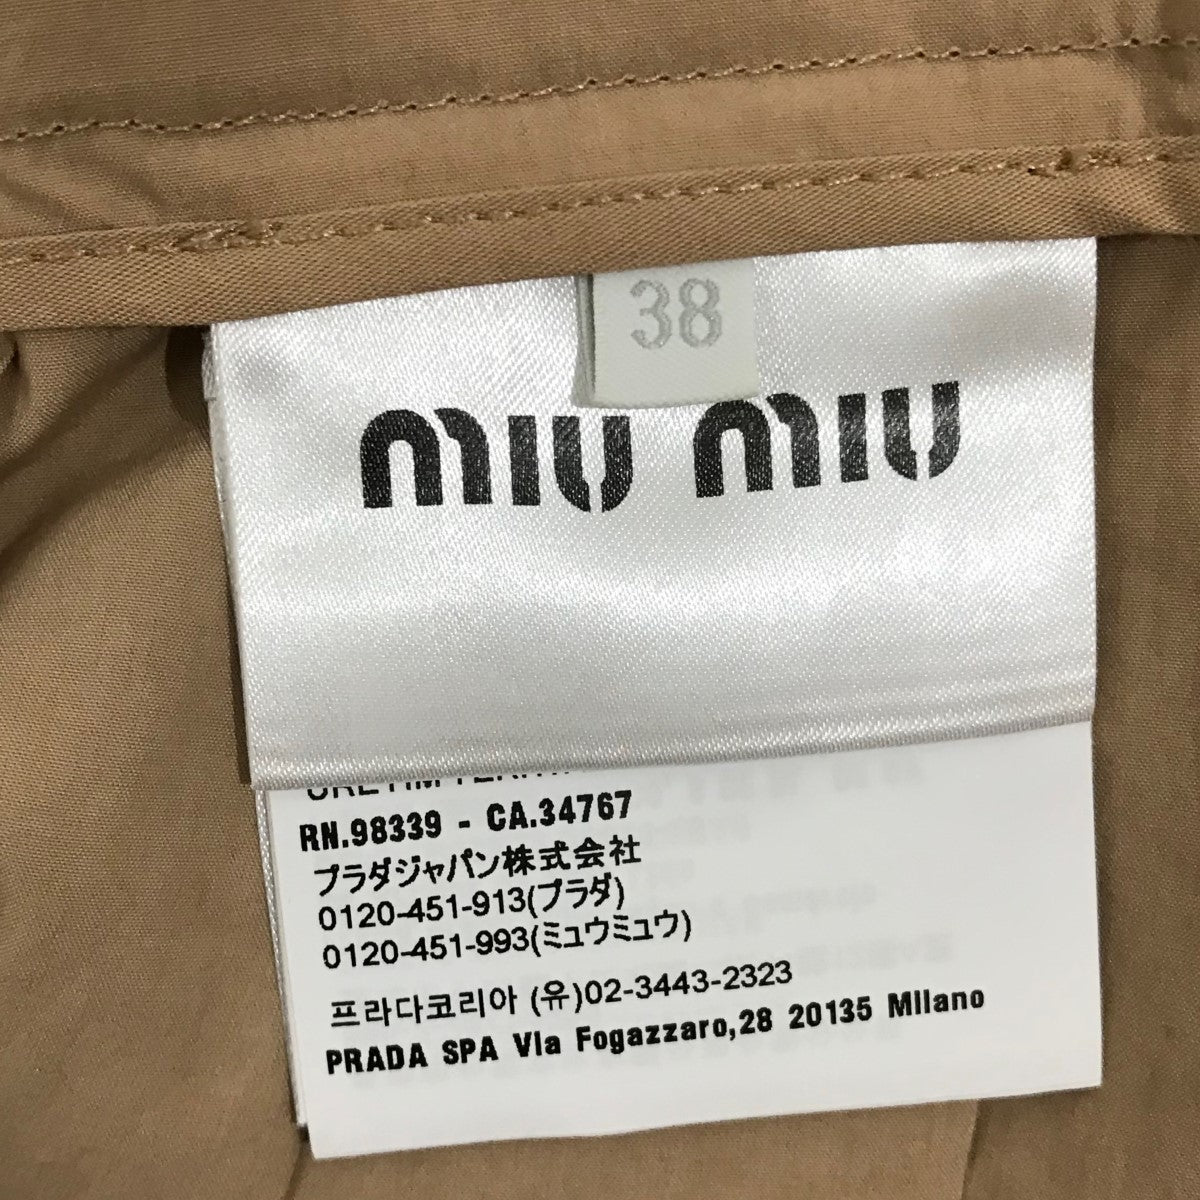 38
miu miu
RN.98339 - CA.34767
プラダジャパン株式会社
0120-451-913(プラダ)
0120-451-993(ミュウミュウ)
프라다코리아 (유)02-3443-2323
PRADA SPA Via Fogazzaro,28 20135 Milano